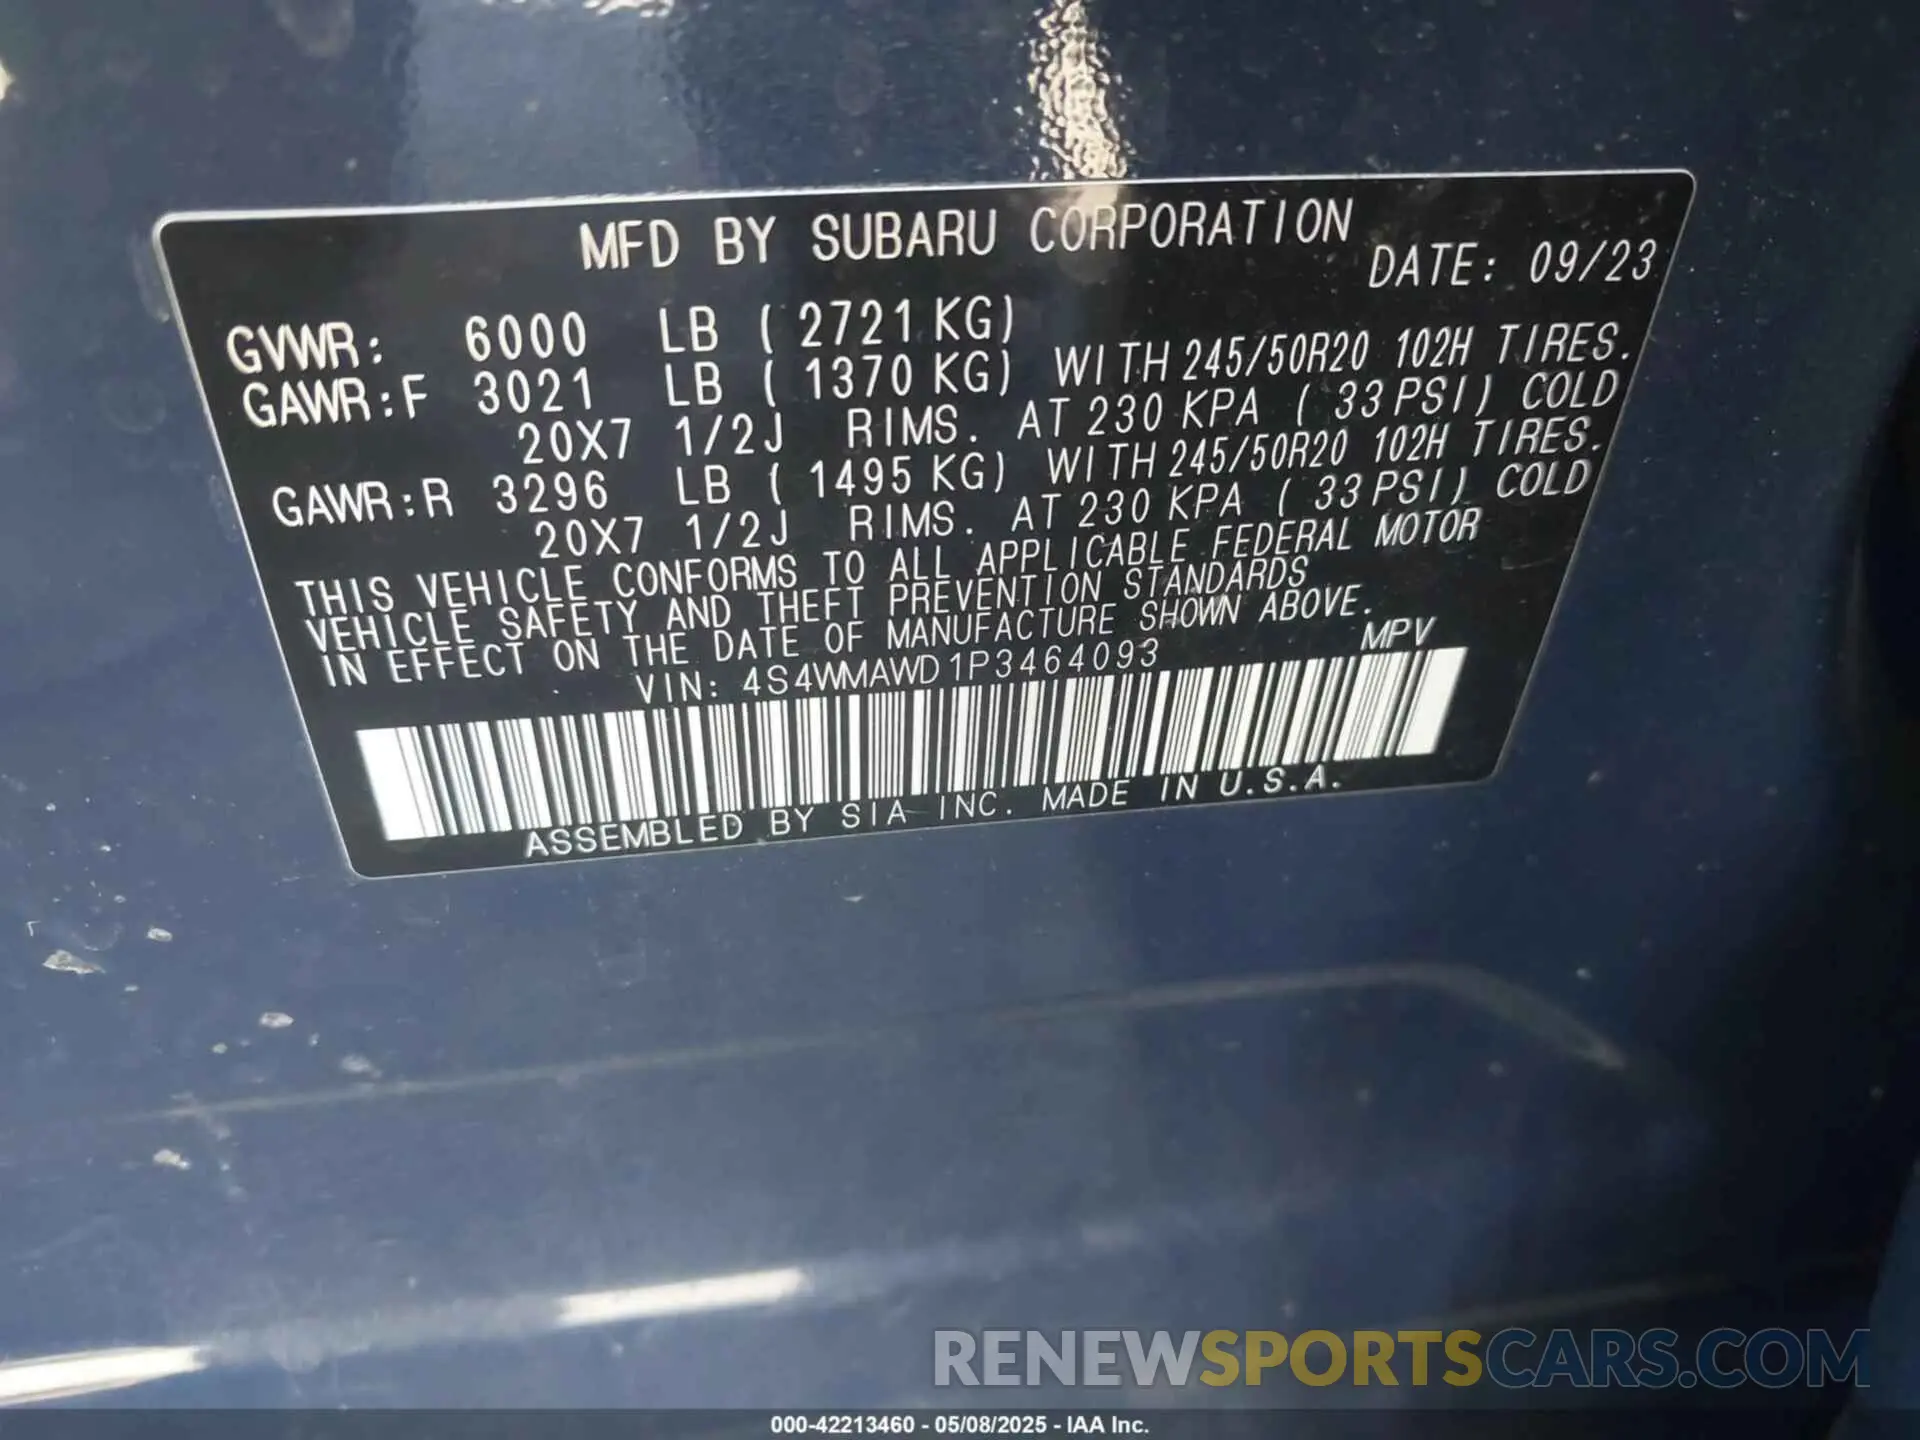 MFD BY SUBARU CORPORATION
DATE: 09/23
GVWR: 6000 LB ( 2721 KG)
GAWR:F 3021 LB ( 1370 KG) WITH 245/50R20 102H TIRES.
20X7 1/2J RIMS. AT 230 KPA ( 33 PSI) COLD
GAWR:R 3296 LB ( 1495 KG) WITH 245/50R20 102H TIRES.
20X7 1/2J RIMS. AT 230 KPA ( 33 PSI) COLD
THIS VEHICLE CONFORMS TO ALL APPLICABLE FEDERAL MOTOR
VEHICLE SAFETY AND THEFT PREVENTION STANDARDS
IN EFFECT ON THE DATE OF MANUFACTURE SHOWN ABOVE.
VIN: 4S4WMAWD1P3464093 MPV
ASSEMBLED BY SIA INC. MADE IN U.S.A.
RENEWSPORTSCARS.COM
000-42213460 - 05/08/2025 - IAA Inc.